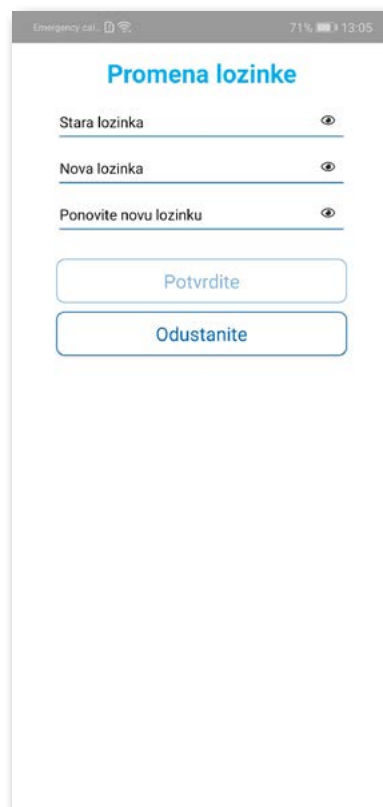 Emergency cal... 71% 13:05
Promena lozinke
Stara lozinka
Nova lozinka
Ponovite novu lozinku
Potvrdite
Odustanite